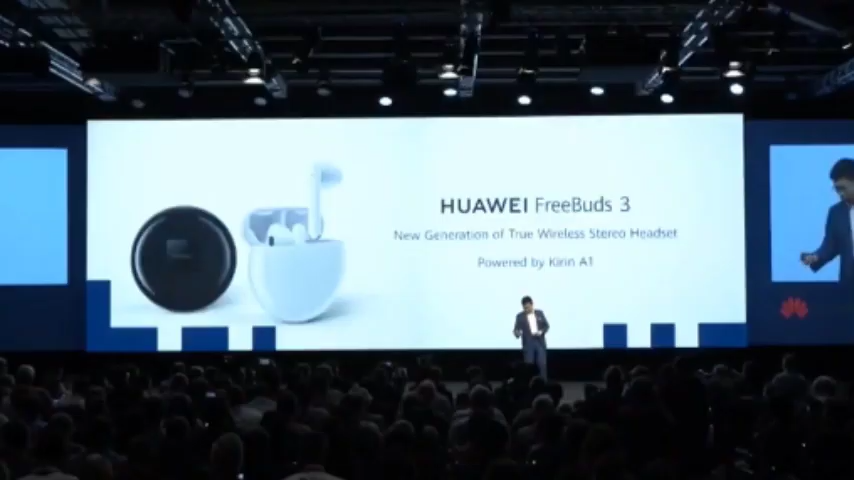 HUAWEI FreeBuds 3
New Generation of True Wireless Stereo Headset
Powered by Kirin A1